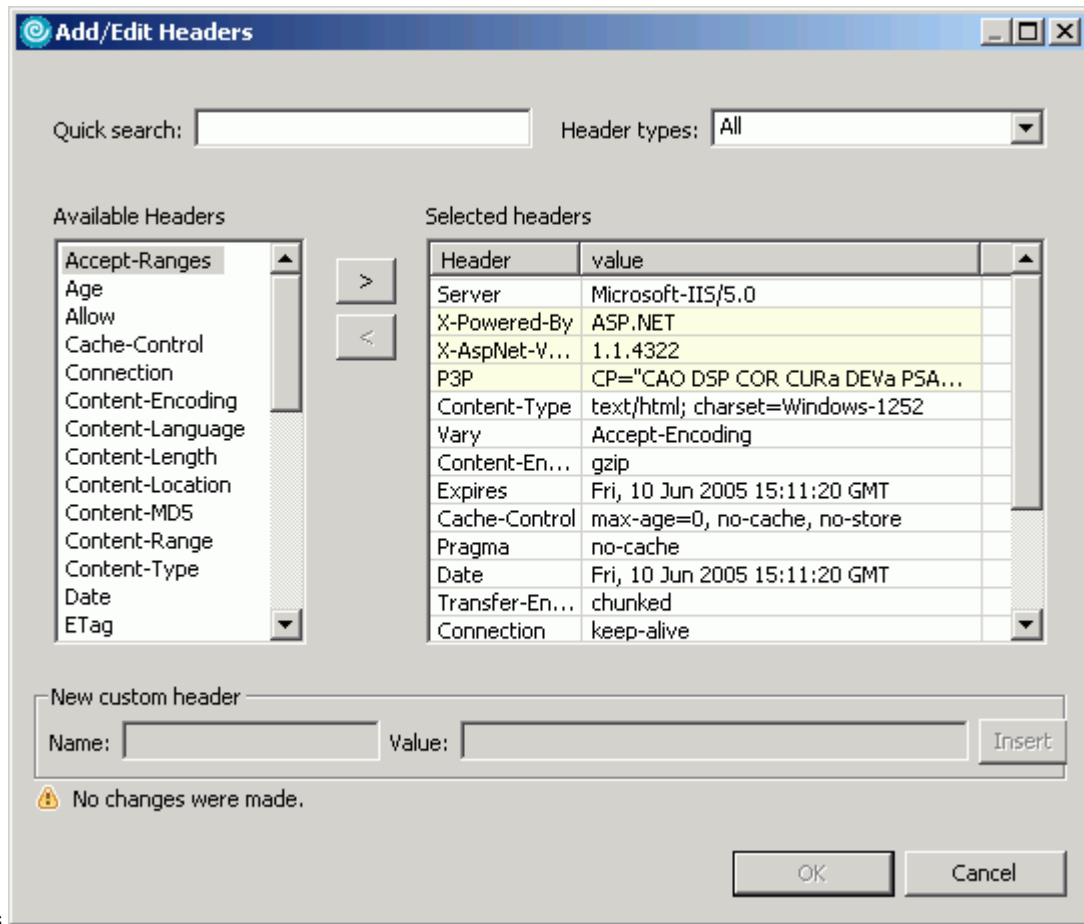 Add/Edit Headers
Quick search:
Header types: All
Available Headers
Accept-Ranges
Age
Allow
Cache-Control
Connection
Content-Encoding
Content-Language
Content-Length
Content-Location
Content-MD5
Content-Range
Content-Type
Date
ETag
>
<
Selected headers
Header value
Server Microsoft-IIS/5.0
X-Powered-By ASP.NET
X-AspNet-V... 1.1.4322
P3P CP="CAO DSP COR CURa DEVa PSA...
Content-Type text/html; charset=Windows-1252
Vary Accept-Encoding
Content-En... gzip
Expires Fri, 10 Jun 2005 15:11:20 GMT
Cache-Control max-age=0, no-cache, no-store
Pragma no-cache
Date Fri, 10 Jun 2005 15:11:20 GMT
Transfer-En... chunked
Connection keep-alive
New custom header
Name: Value: Insert
No changes were made.
OK Cancel